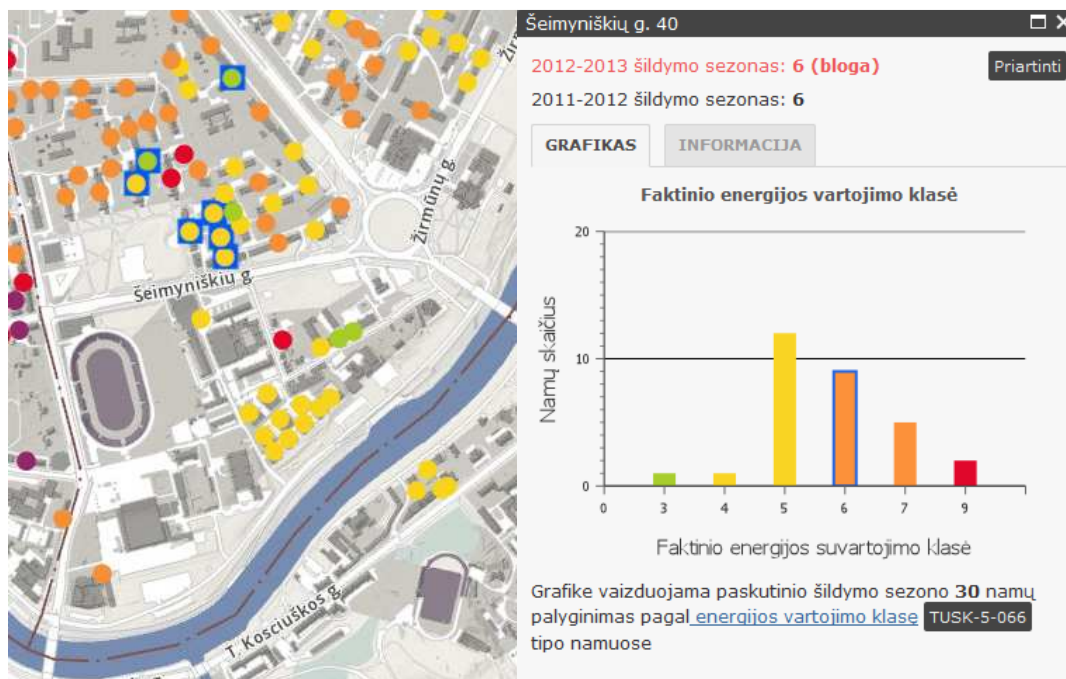 Žirmūnų g.
Žirmūnų g.
Šeimyniškių g.
T. Kosciuškos g.
Šeimyniškių g. 40
2012-2013 šildymo sezonas: 6 (bloga)
Priartinti
2011-2012 šildymo sezonas: 6
GRAFIKAS
INFORMACIJA
Faktinio energijos vartojimo klasė
Namų skaičius
20
10
0
0 3 4 5 6 7 9
Faktinio energijos suvartojimo klasė
Grafike vaizduojama paskutinio šildymo sezono 30 namų
palyginimas pagal energijos vartojimo klase TUSK-5-066
tipo namuose